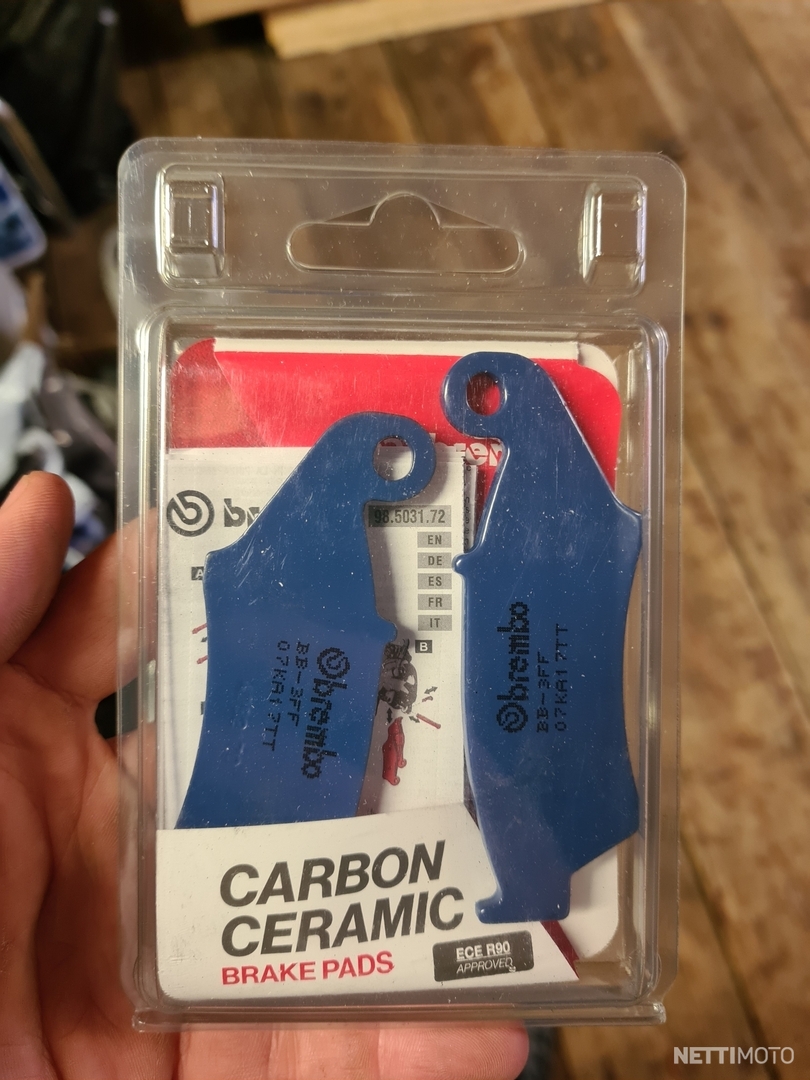 brembo
98.5031.72
EN
DE
ES
FR
IT
A
B
brembo
BB-3FF
07KA17TT
brembo
BB-3FF
07KA17TT
CARBON
CERAMIC
BRAKE PADS
ECE R90
APPROVED
NETTIMOTO